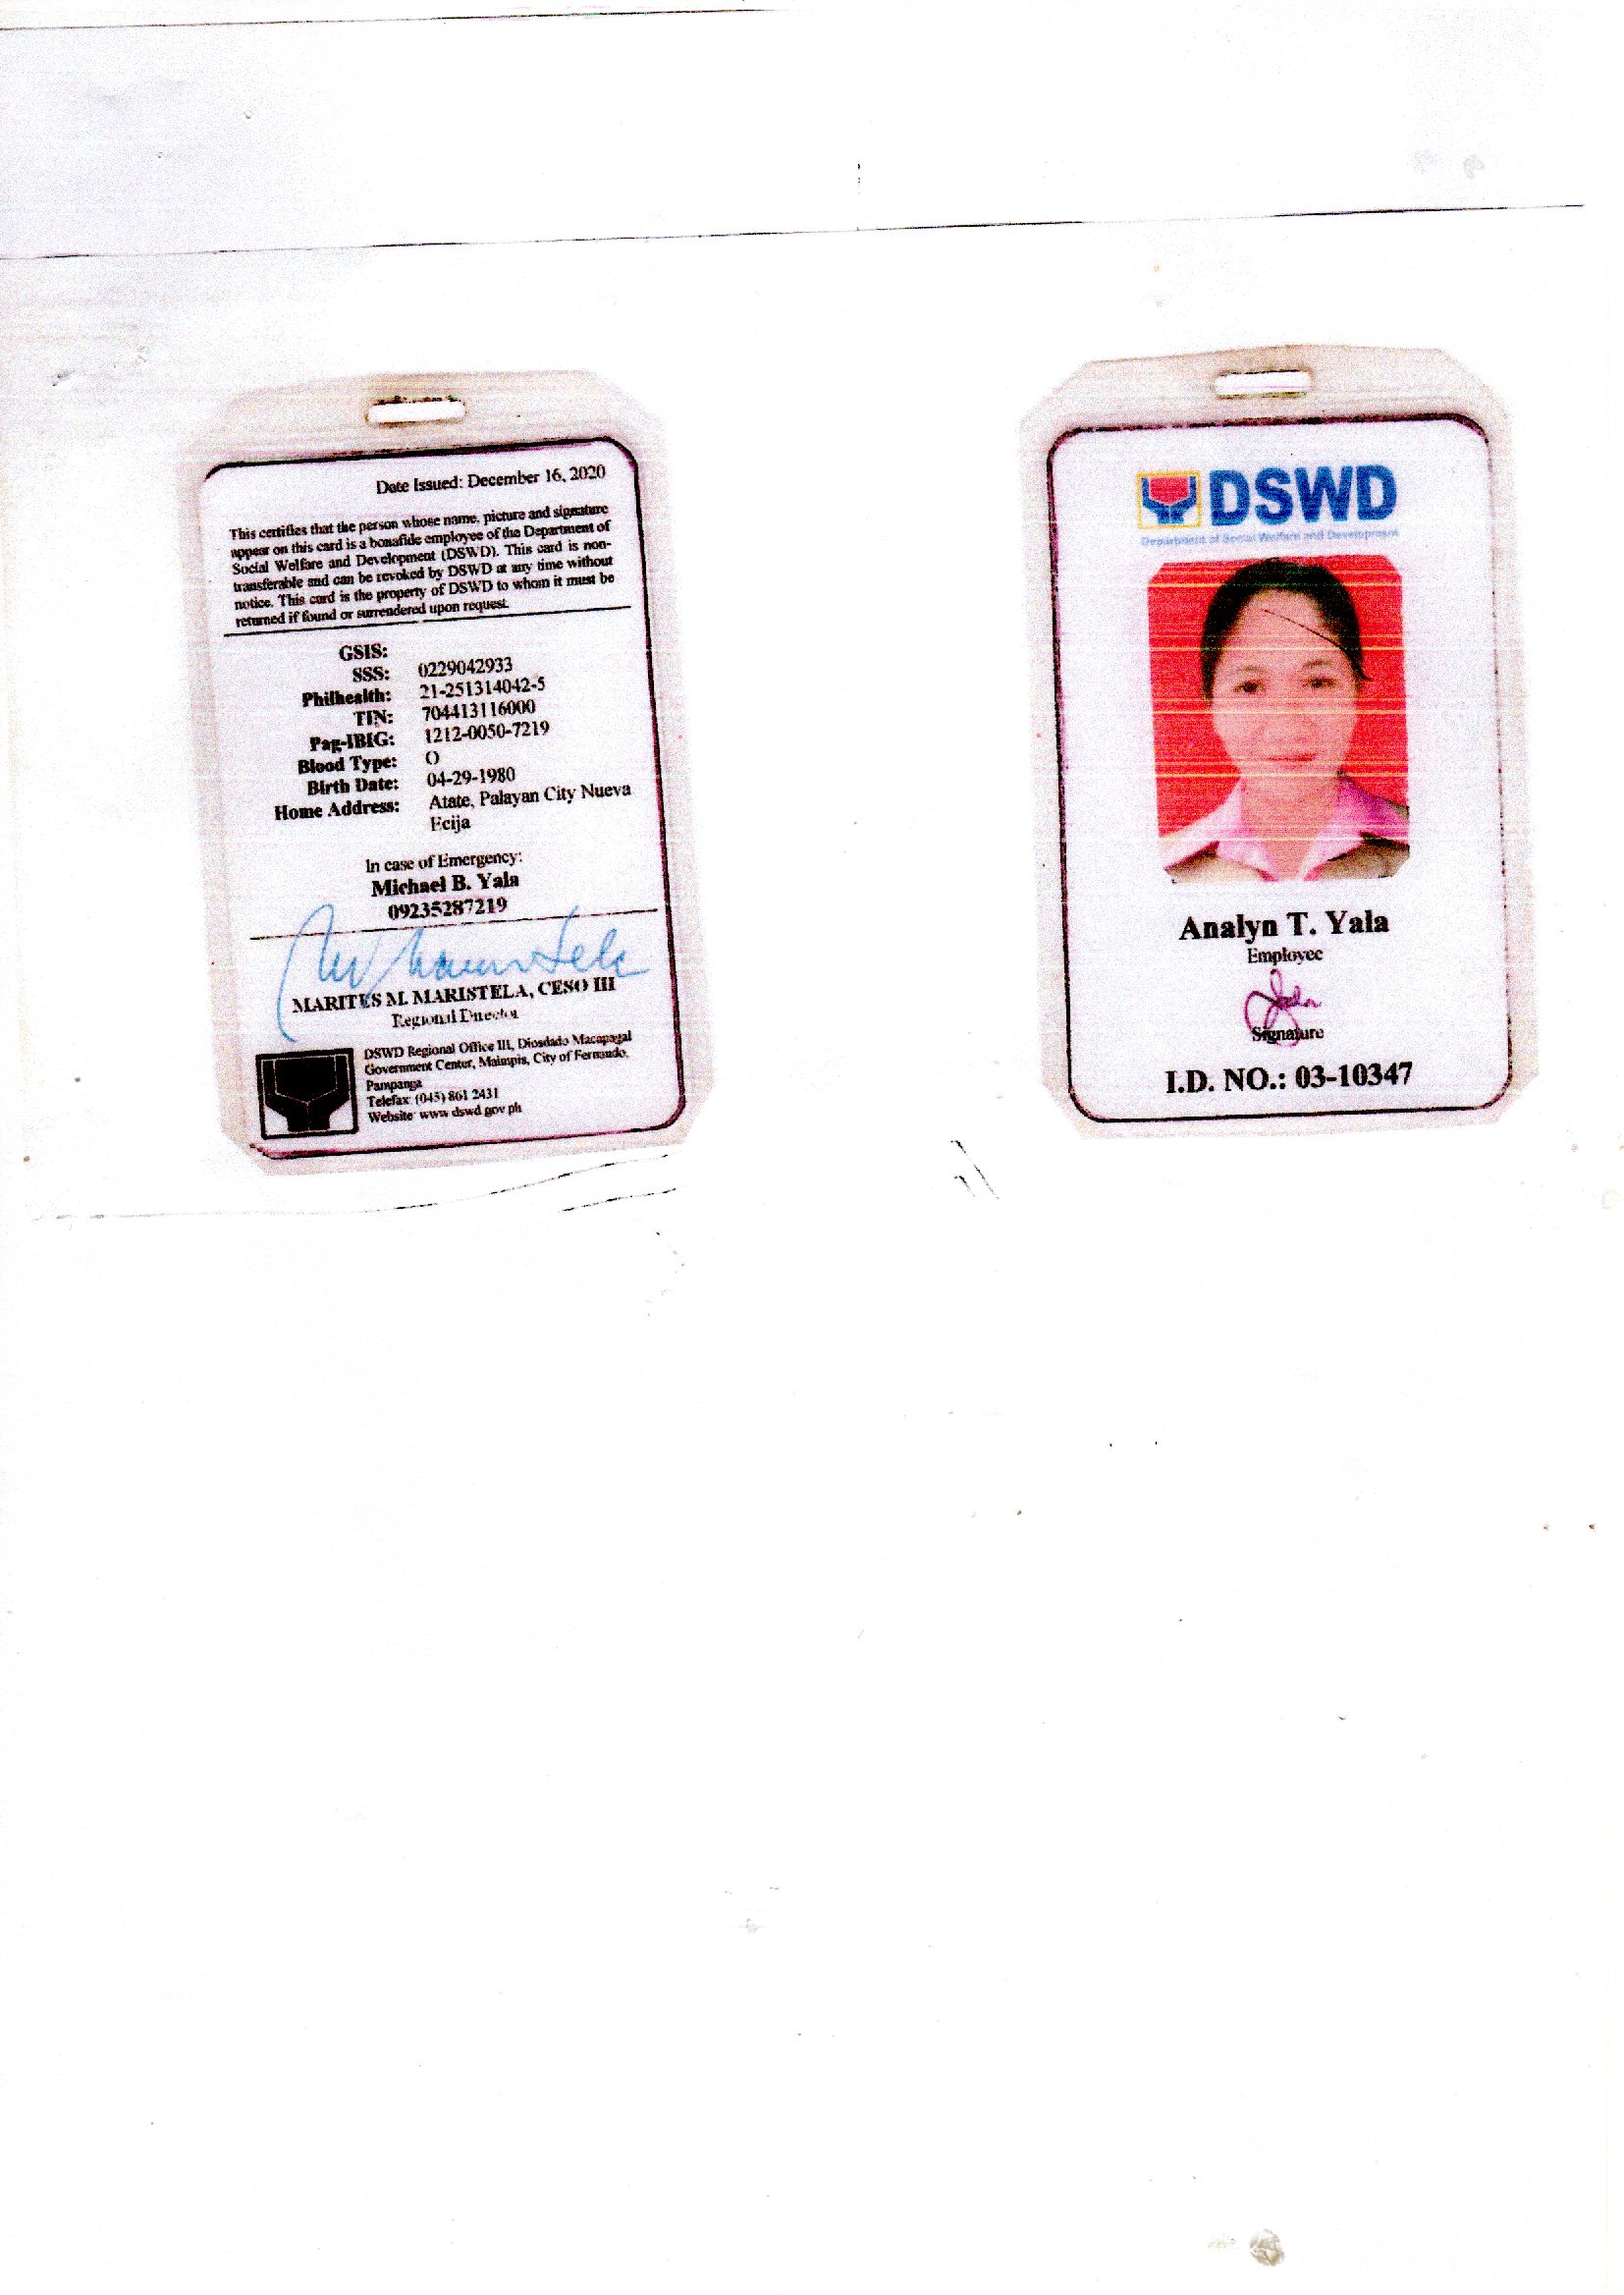 Date Issued: December 16, 2020
This certifies that the person whose name, picture and signature
appear on this card is a bonafide employee of the Department of
Social Welfare and Development (DSWD). This card is non-
transferable and can be revoked by DSWD at any time without
notice. This card is the property of DSWD to whom it must be
returned if found or surrendered upon request.
GSIS:
SSS: 0229042933
Philhealth: 21-251314042-5
TIN: 704413116000
Pag-IBIG: 1212-0050-7219
Blood Type: O
Birth Date: 04-29-1980
Home Address: Atate, Palayan City Nueva
Ecija
In case of Emergency:
Michael B. Yala
09235287219
MARITES M. MARISTELA, CESO III
Regional Director
DSWD Regional Office III, Diosdado Macapagal
Government Center, Maimpis, City of Fernando,
Pampanga
Telefax: (045) 861 2431
Website: www.dswd.gov.ph
DSWD
Department of Social Welfare and Development
Analyn T. Yala
Employee
Signature
I.D. NO.: 03-10347